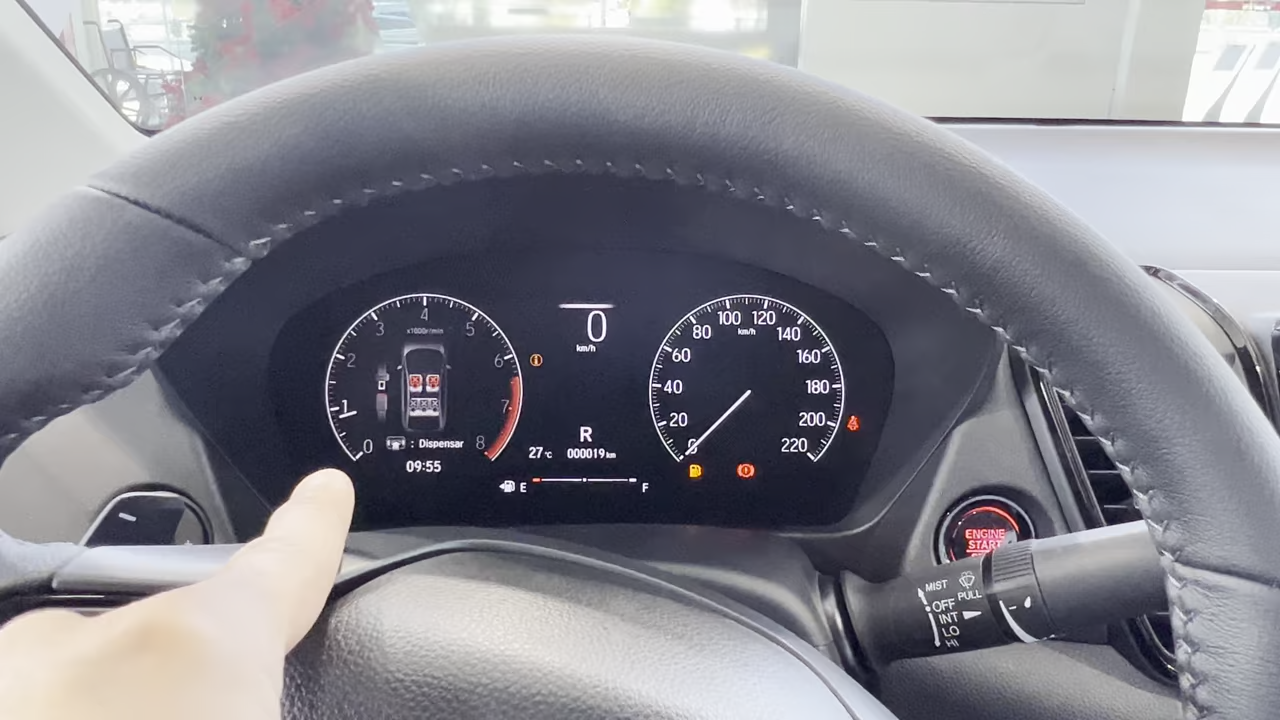 4
3
5
x1000r/min
2
6
1
7
: Dispensar
0
8
09:55
0
km/h
R
27°C
000019km
E
F
100
120
80
km/h
140
60
160
40
180
20
200
0
220
ENGINE
START
MIST
PULL
OFF
INT
LO
HI